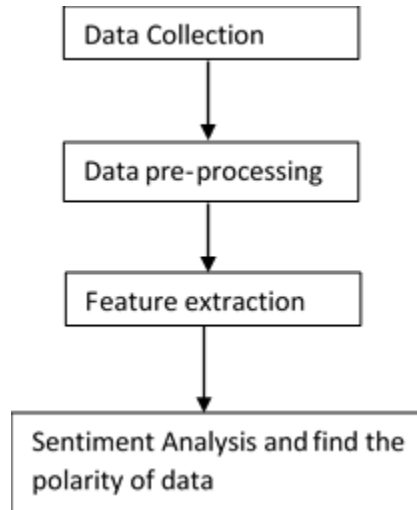 Data Collection
Data pre-processing
Feature extraction
Sentiment Analysis and find the
polarity of data